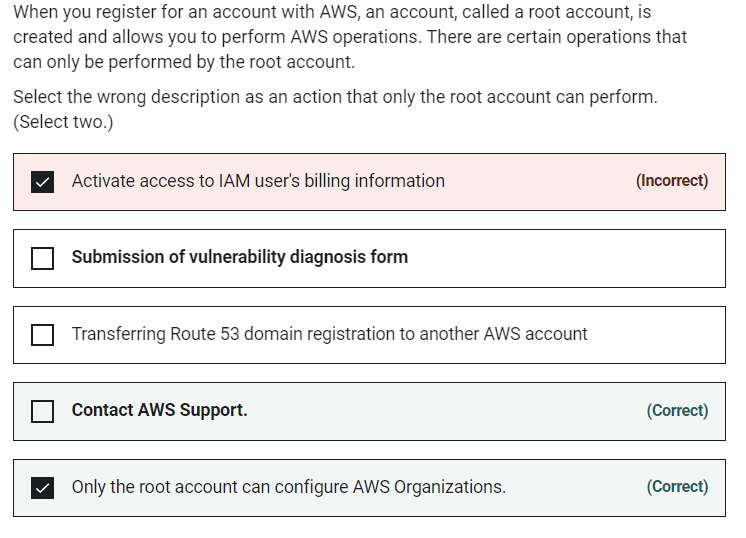 When you register for an account with AWS, an account, called a root account, is
created and allows you to perform AWS operations. There are certain operations that
can only be performed by the root account.
Select the wrong description as an action that only the root account can perform.
(Select two.)
Activate access to IAM user's billing information (Incorrect)
Submission of vulnerability diagnosis form
Transferring Route 53 domain registration to another AWS account
Contact AWS Support. (Correct)
Only the root account can configure AWS Organizations. (Correct)